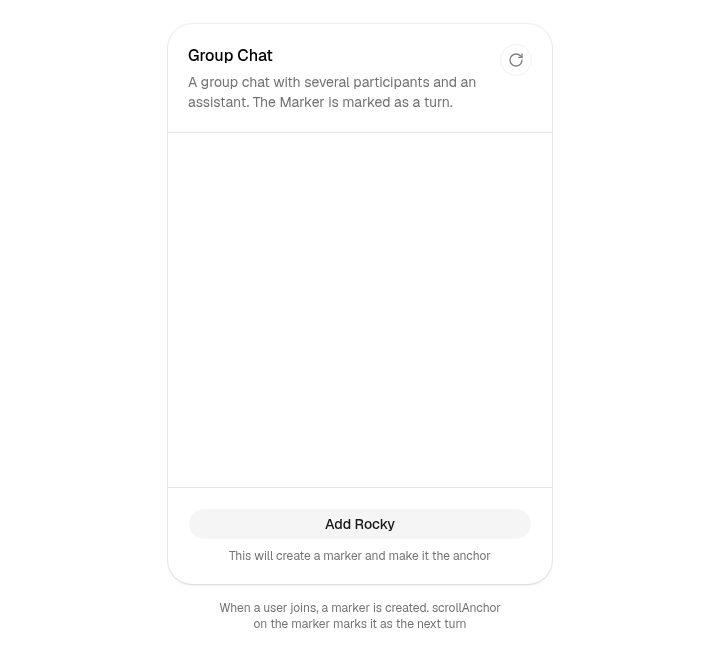 Group Chat
A group chat with several participants and an
assistant. The Marker is marked as a turn.
Add Rocky
This will create a marker and make it the anchor
When a user joins, a marker is created. scrollAnchor
on the marker marks it as the next turn